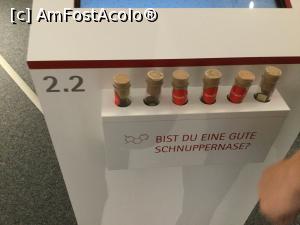 [c] AmFostAcolo®
2.2
BIST DU EINE GUTE
SCHNUPPERNASE?